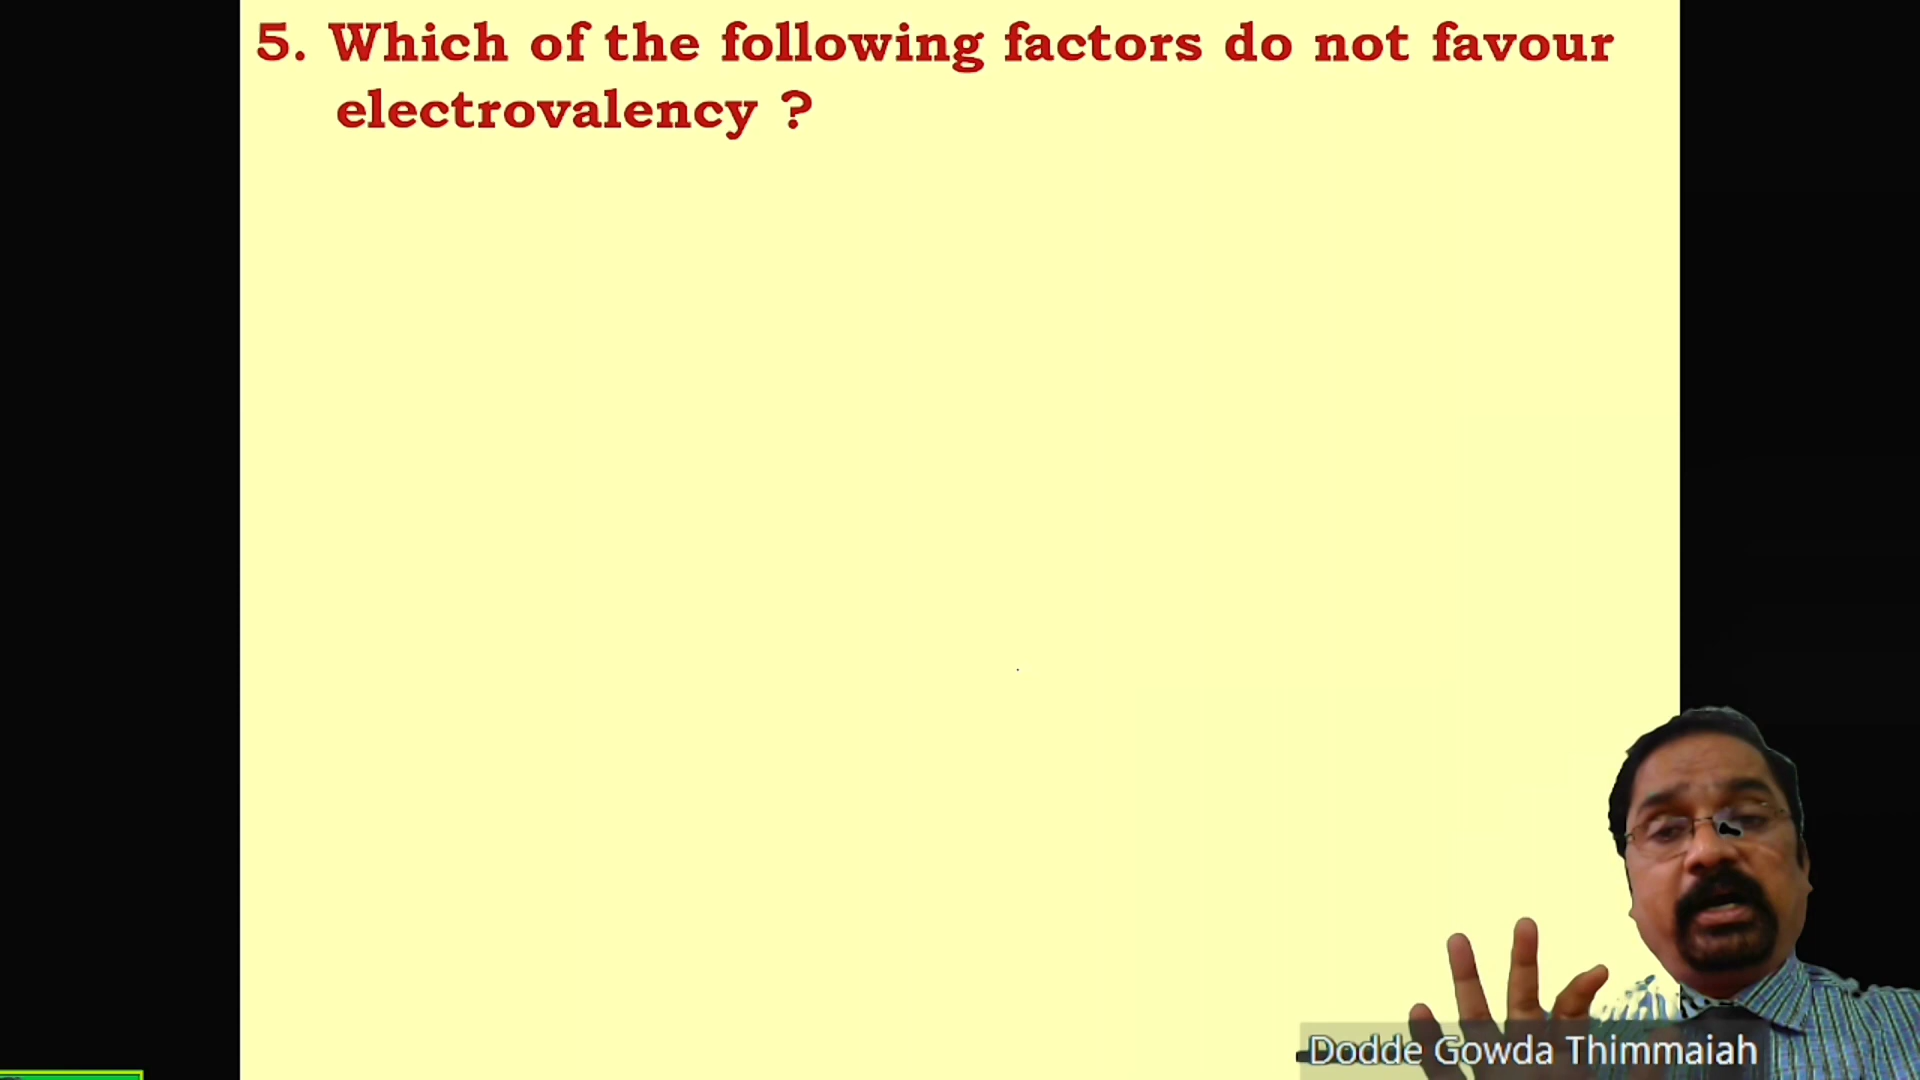 5. Which of the following factors do not favour
electrovalency ?
Dodde Gowda Thimmaiah